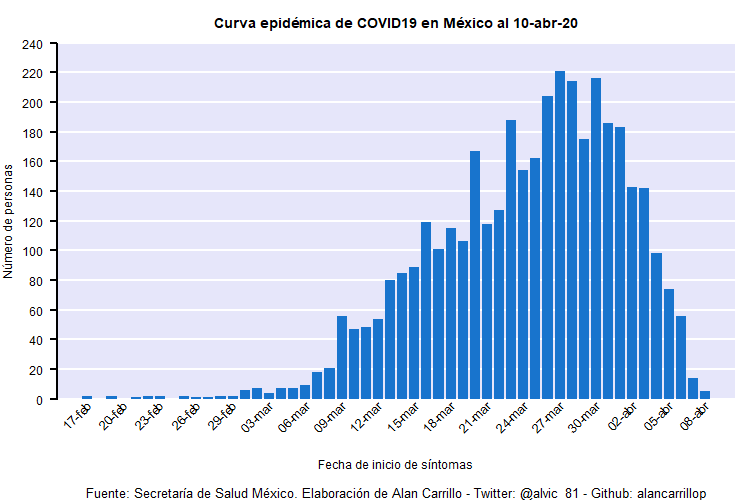 Curva epidémica de COVID19 en México al 10-abr-20
240
220
200
180
160
140
120
100
80
60
40
20
0
Número de personas
17-feb
20-feb
23-feb
26-feb
29-feb
03-mar
06-mar
09-mar
12-mar
15-mar
18-mar
21-mar
24-mar
27-mar
30-mar
02-abr
05-abr
08-abr
Fecha de inicio de síntomas
Fuente: Secretaría de Salud México. Elaboración de Alan Carrillo - Twitter: @alvic_81 - Github: alancarrillop